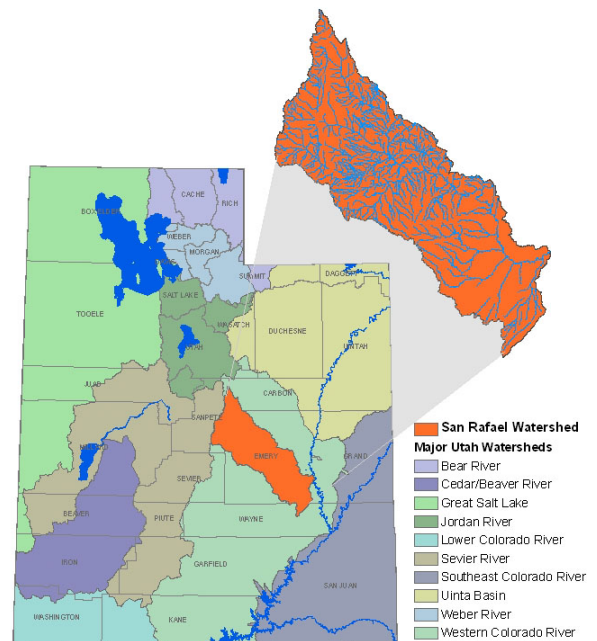 CACHE
RICH
WEBER
MORGAN
SUMMIT
DAGGETT
SALT LAKE
TOOELE
WASATCH
DUCHESNE
UINTAH
UTAH
JUAB
CARBON
SANPETE
EMERY
GRAND
SEVIER
BEAVER
PIUTE
WAYNE
IRON
GARFIELD
SAN JUAN
WASHINGTON
KANE
San Rafael Watershed
Major Utah Watersheds
Bear River
Cedar/Beaver River
Great Salt Lake
Jordan River
Lower Colorado River
Sevier River
Southeast Colorado River
Uinta Basin
Weber River
Western Colorado River